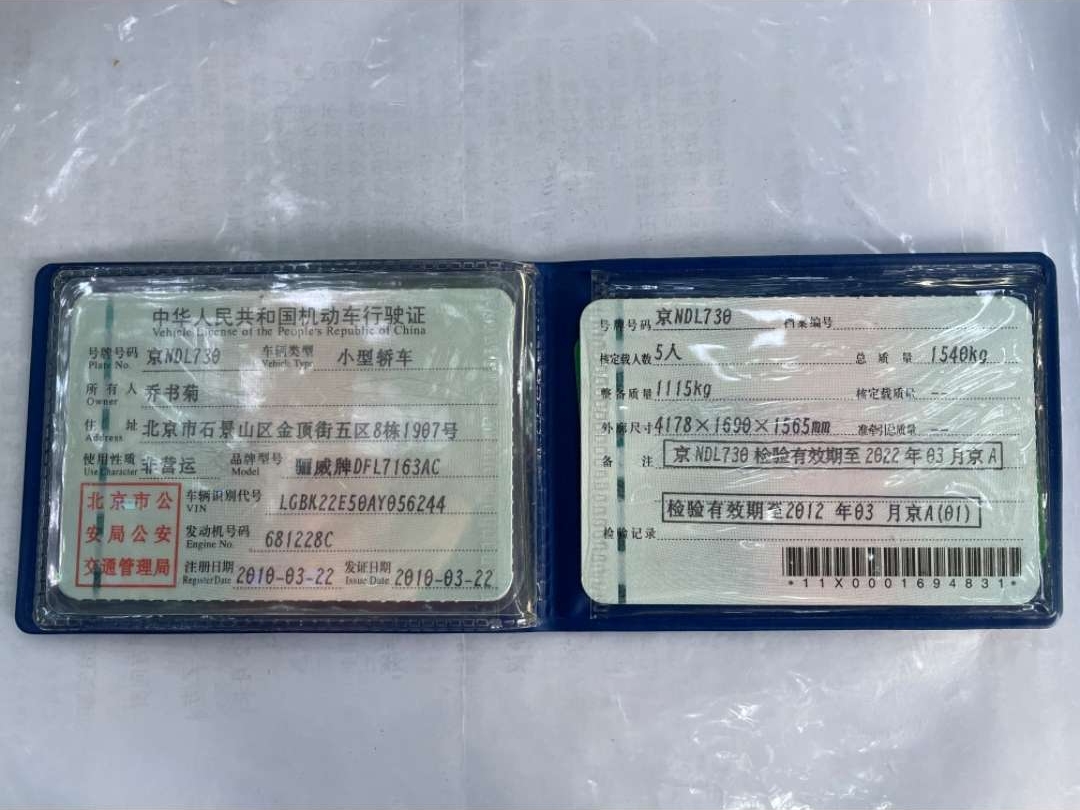 中华人民共和国机动车行驶证
Vehicle License of the People's Republic of China
号牌号码 京NDL730 车辆类型 小型轿车
Plate No. Vehicle Type
所有人 乔书菊
Owner
住址 北京市石景山区金顶街五区8栋1907号
Address
使用性质 非营运 品牌型号 骊威牌DFL7163AC
Use Character Model
北京市公
安局公安
交通管理局
车辆识别代号 LGBK22E50AY056244
VIN
发动机号码 681228C
Engine No.
注册日期 2010-03-22 发证日期 2010-03-22
Register Date Issue Date
号牌号码 京NDL730 档案编号
核定载人数 5人 总质量 1540kg
整备质量 1115kg 核定载质量 --
外廓尺寸 4178×1690×1565mm 准牵引总质量 --
备注 京NDL730 检验有效期至 2022 年 03 月京A
检验有效期至2012 年03 月京A(01)
检验记录
*11X0001694831*